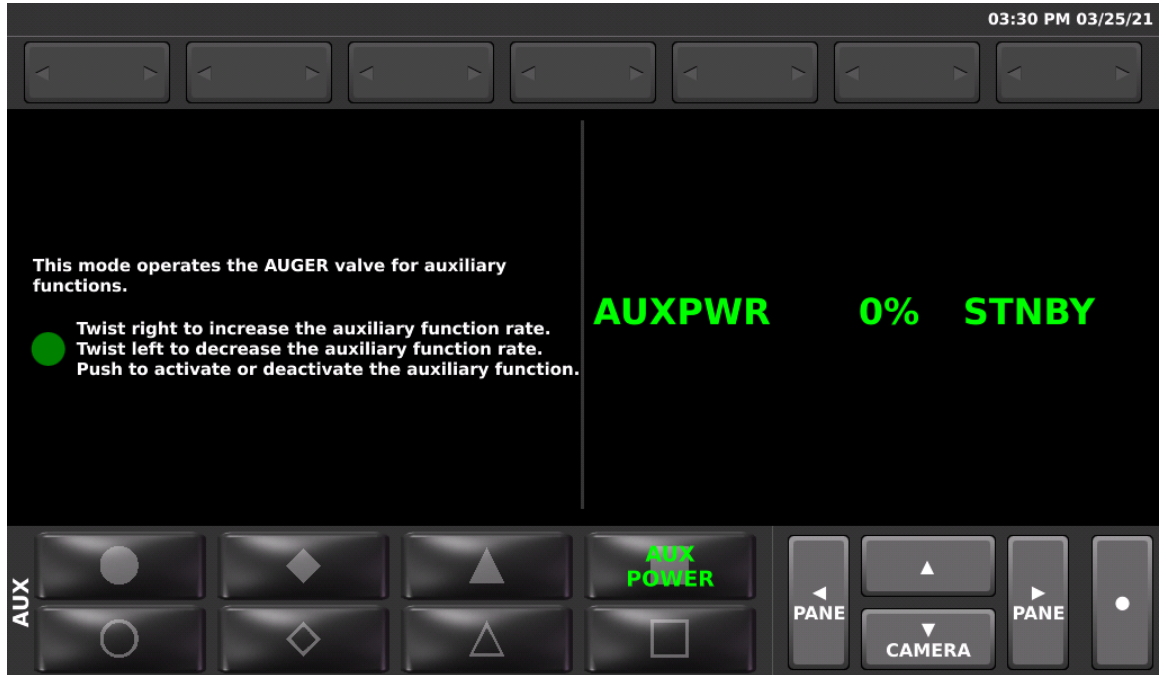 03:30 PM 03/25/21
This mode operates the AUGER valve for auxiliary
functions.
Twist right to increase the auxiliary function rate.
Twist left to decrease the auxiliary function rate.
Push to activate or deactivate the auxiliary function.
AUXPWR 0% STNBY
AUX
AUX
POWER
PANE
CAMERA
PANE